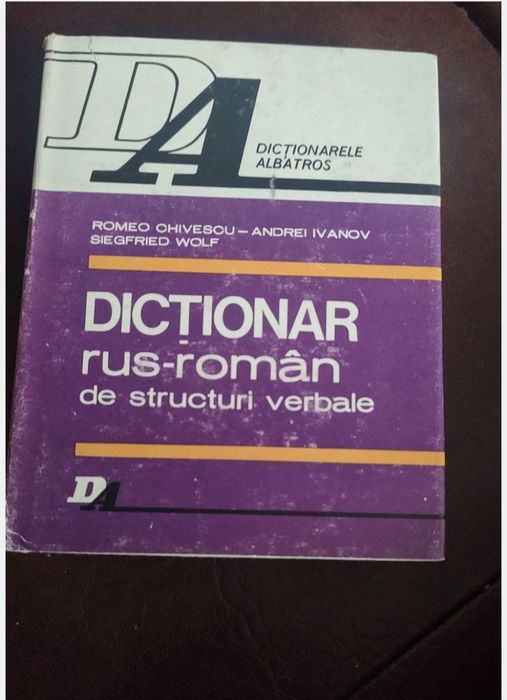 DA
DICȚIONARELE
ALBATROS
ROMEO CHIVESCU – ANDREI IVANOV
SIEGFRIED WOLF
DICȚIONAR
rus-român
de structuri verbale
DA